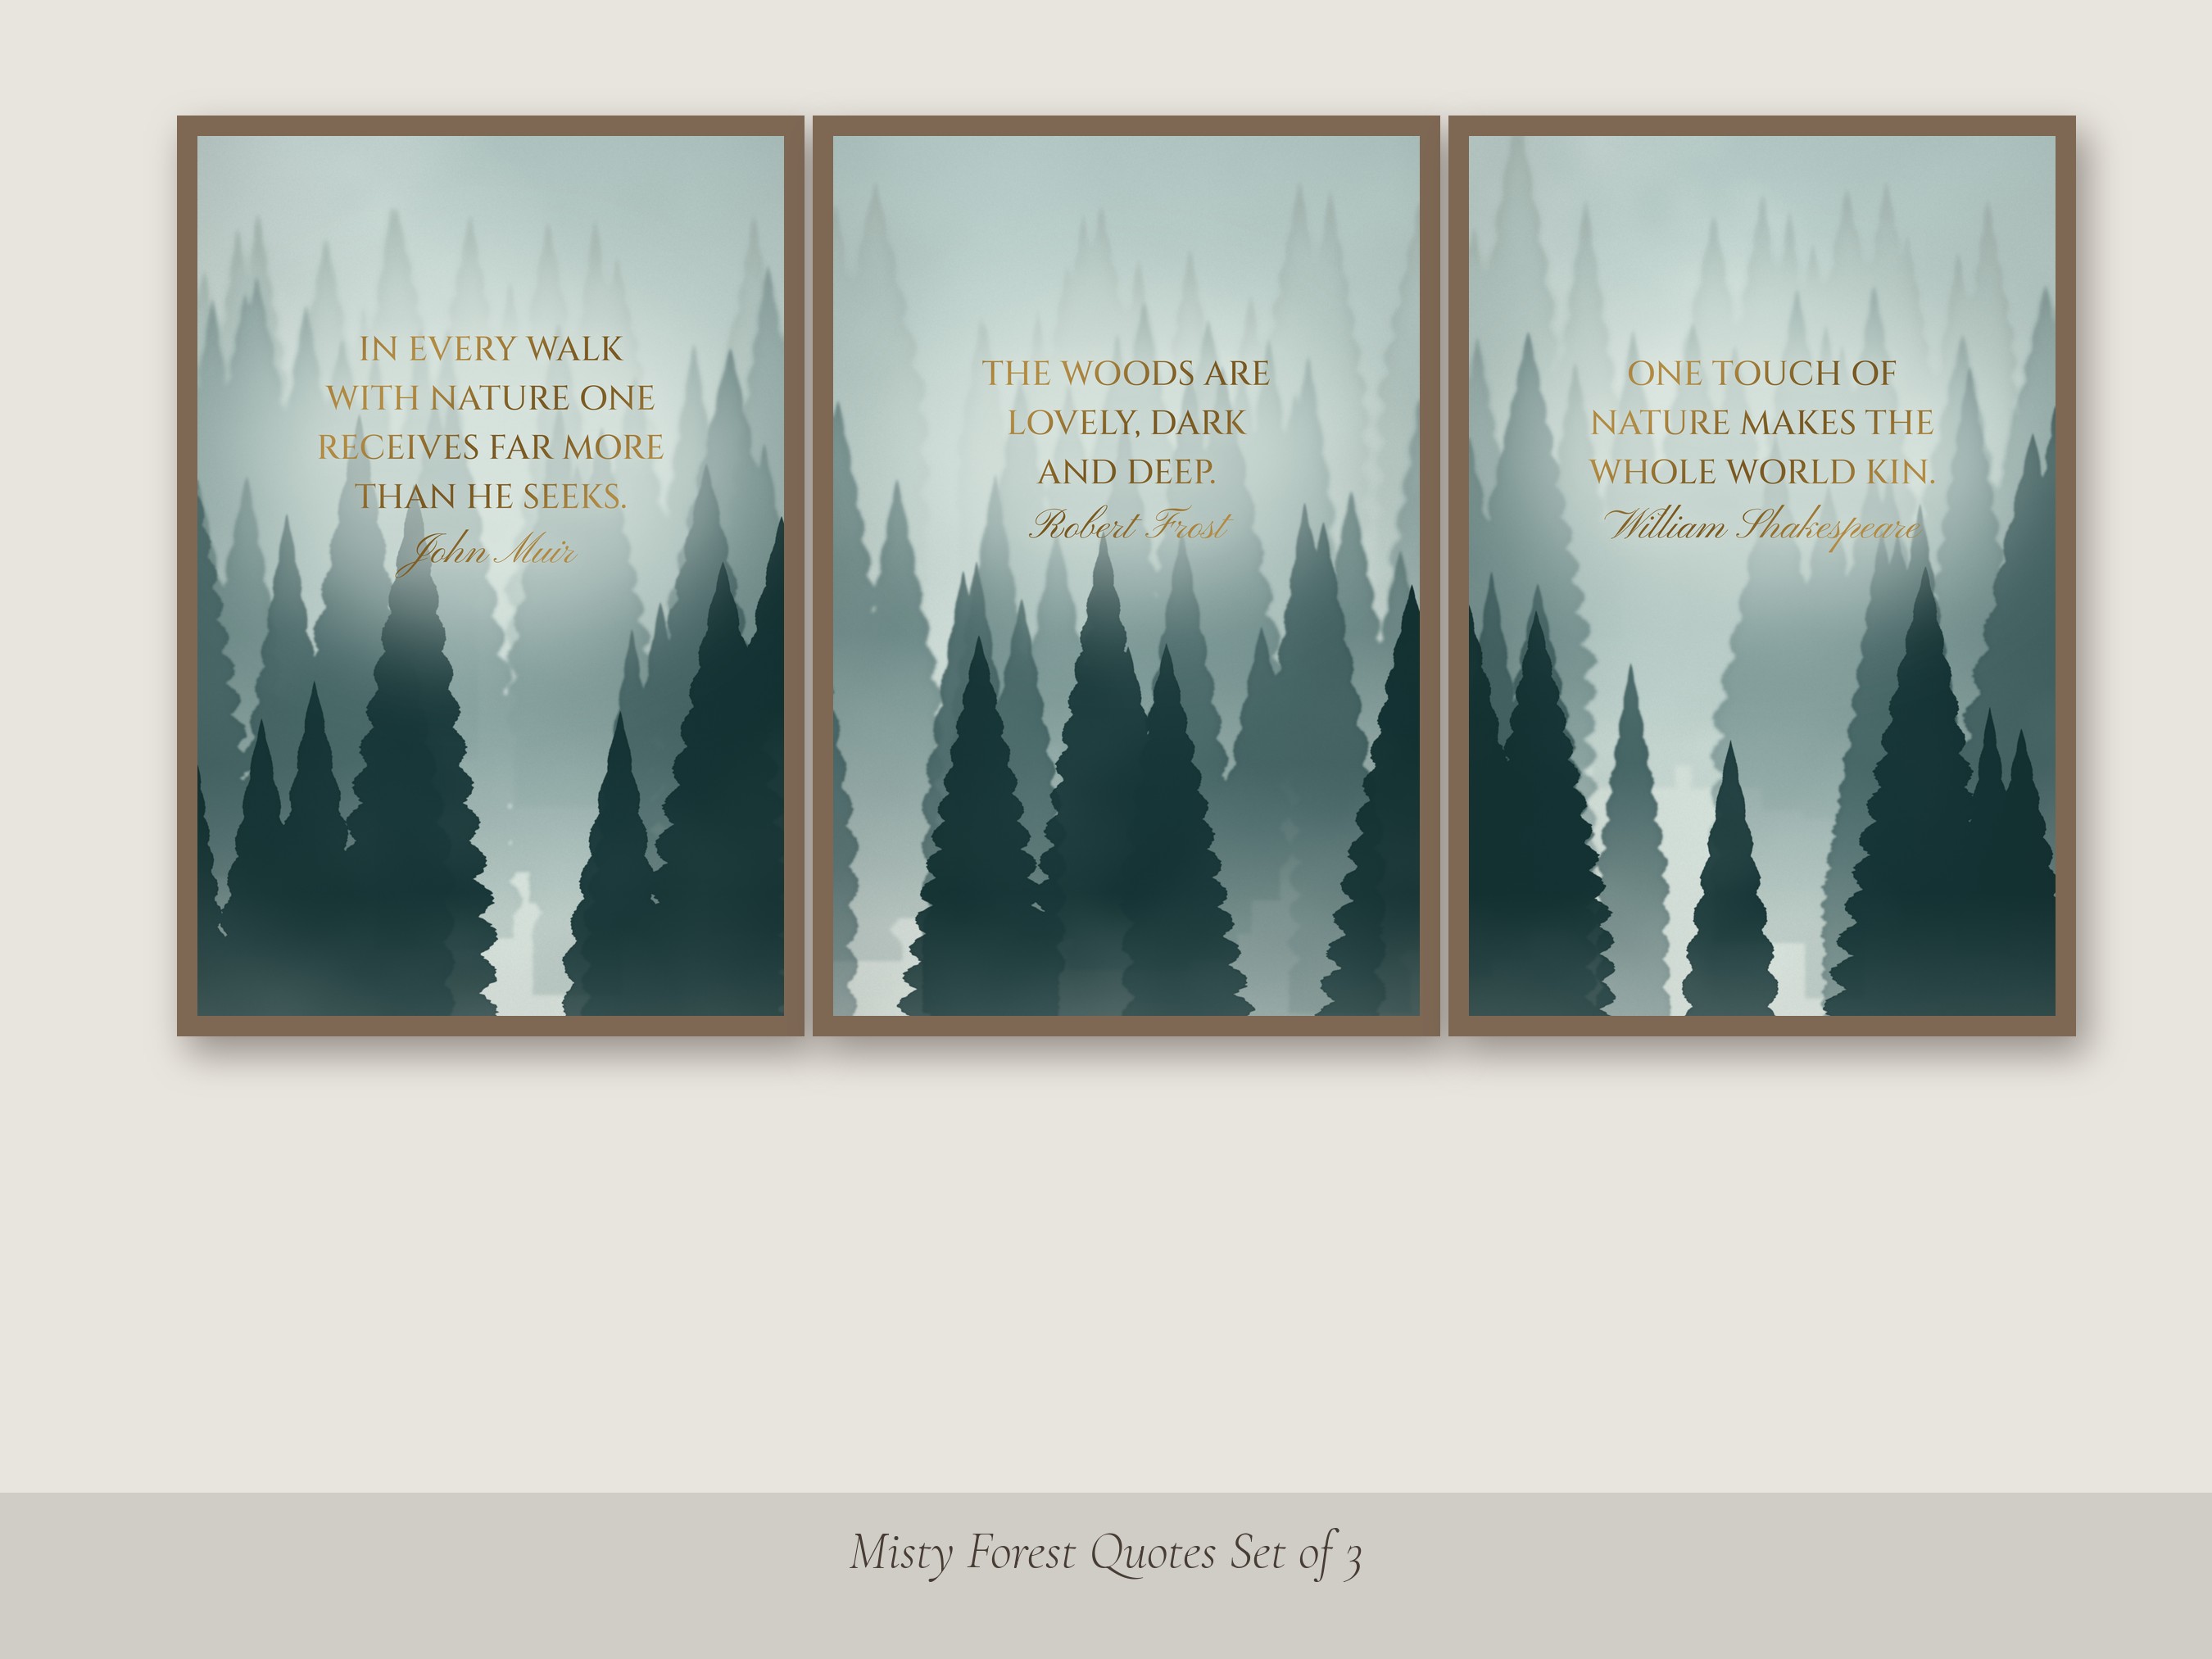 IN EVERY WALK
WITH NATURE ONE
RECEIVES FAR MORE
THAN HE SEEKS.
John Muir
THE WOODS ARE
LOVELY, DARK
AND DEEP.
Robert Frost
ONE TOUCH OF
NATURE MAKES THE
WHOLE WORLD KIN.
William Shakespeare
Misty Forest Quotes Set of 3